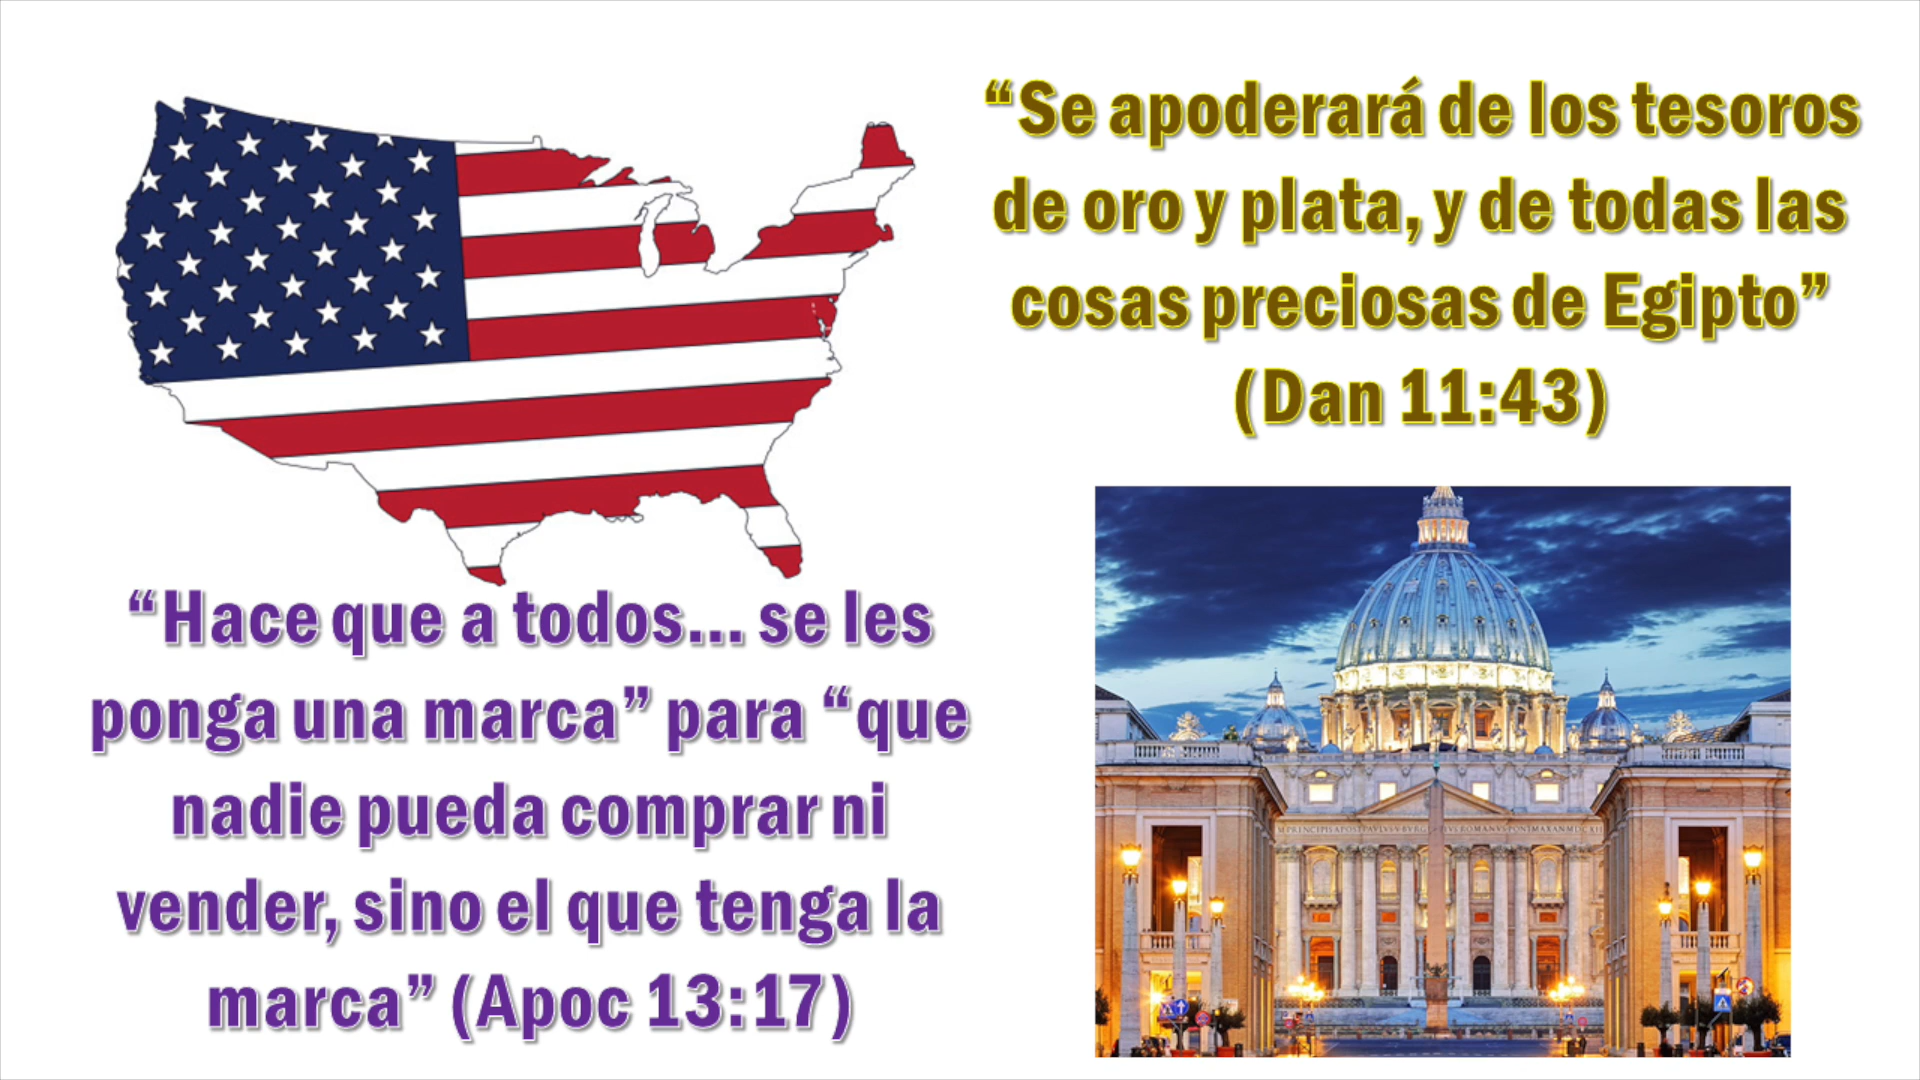 “Se apoderará de los tesoros
de oro y plata, y de todas las
cosas preciosas de Egipto”
(Dan 11:43)
“Hace que a todos... se les
ponga una marca” para “que
nadie pueda comprar ni
vender, sino el que tenga la
marca” (Apoc 13:17)